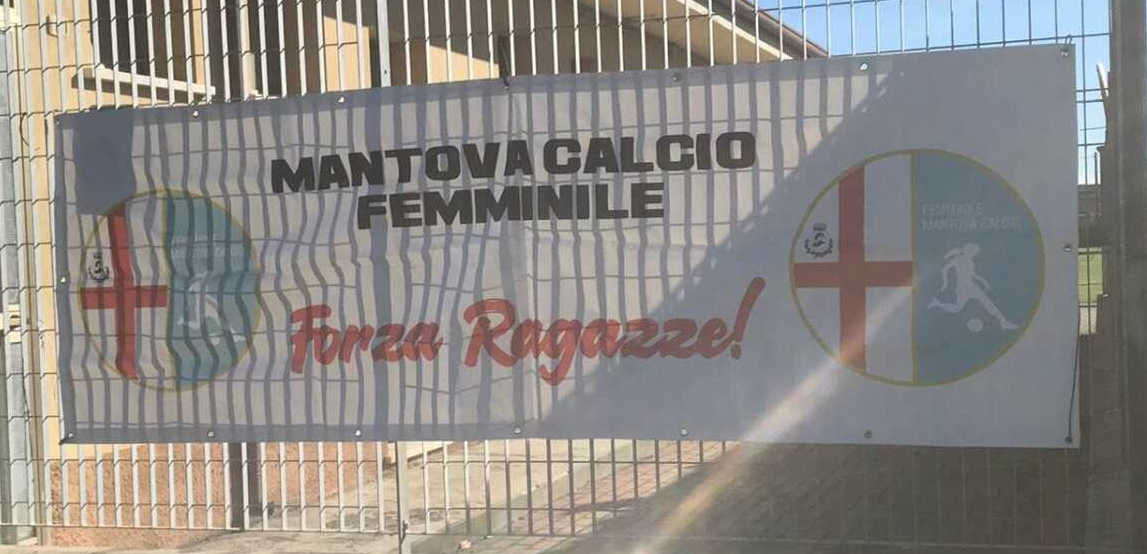 MANTOVA CALCIO
FEMMINILE
Forza Ragazze!
FEMMINILE
MANTOVA CALCIO